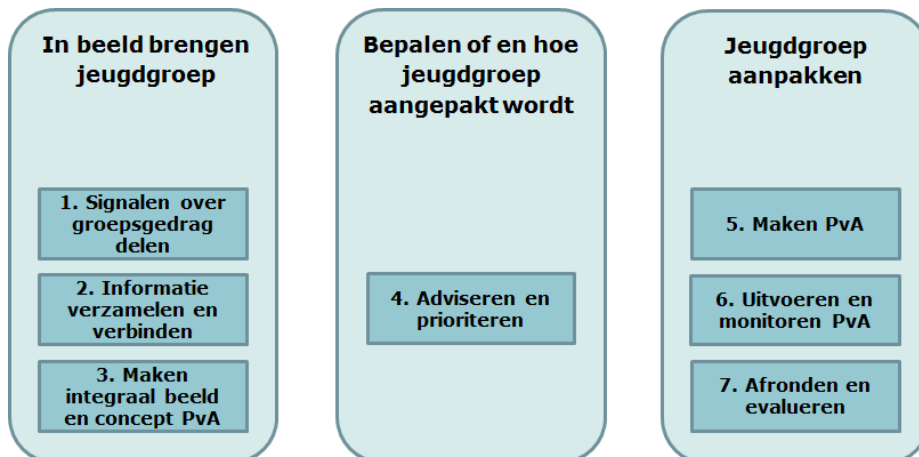 In beeld brengen
jeugdgroep
1. Signalen over
groepsgedrag
delen
2. Informatie
verzamelen en
verbinden
3. Maken
integraal beeld
en concept PvA
Bepalen of en hoe
jeugdgroep
aangepakt wordt
4. Adviseren en
prioriteren
Jeugdgroep
aanpakken
5. Maken PvA
6. Uitvoeren en
monitoren PvA
7. Afronden en
evalueren